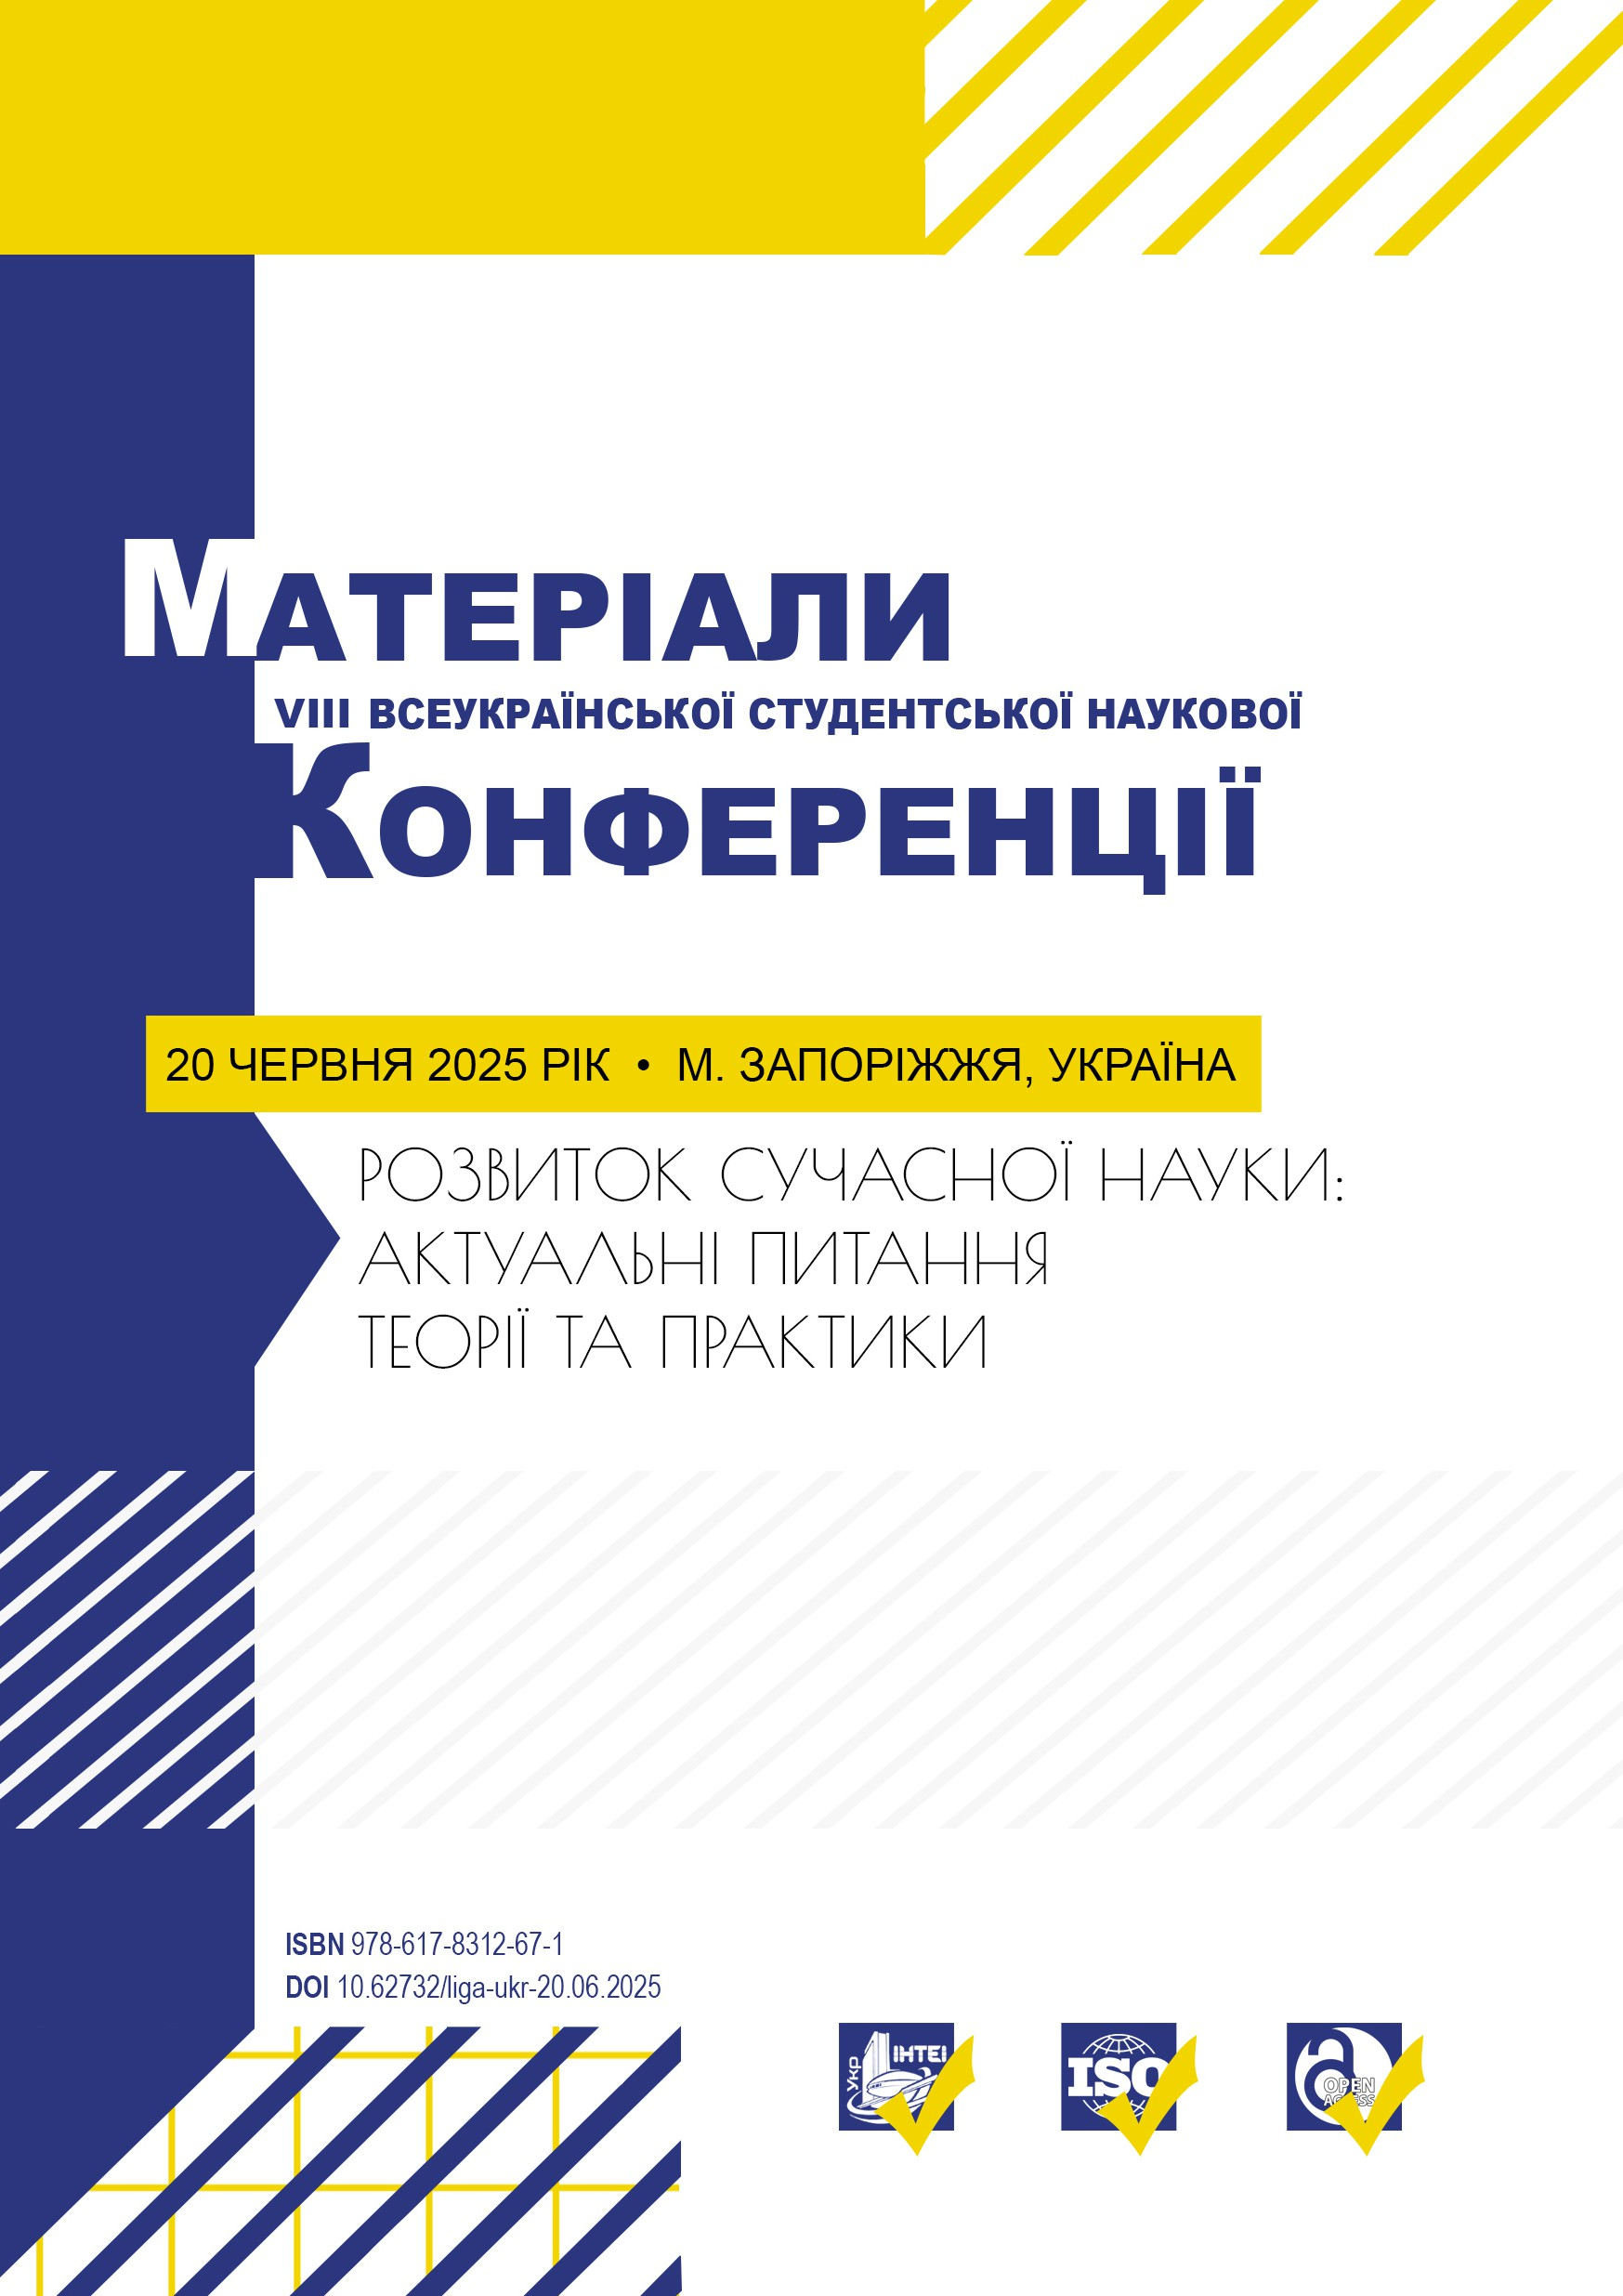 МАТЕРІАЛИ
VIII ВСЕУКРАЇНСЬКОЇ СТУДЕНТСЬКОЇ НАУКОВОЇ
КОНФЕРЕНЦІЇ
20 ЧЕРВНЯ 2025 РІК • М. ЗАПОРІЖЖЯ, УКРАЇНА
РОЗВИТОК СУЧАСНОЇ НАУКИ:
АКТУАЛЬНІ ПИТАННЯ
ТЕОРІЇ ТА ПРАКТИКИ
ISBN 978-617-8312-67-1
DOI 10.62732/liga-ukr-20.06.2025
Укр ІНТЕІ
ISO
OPEN
ACCESS